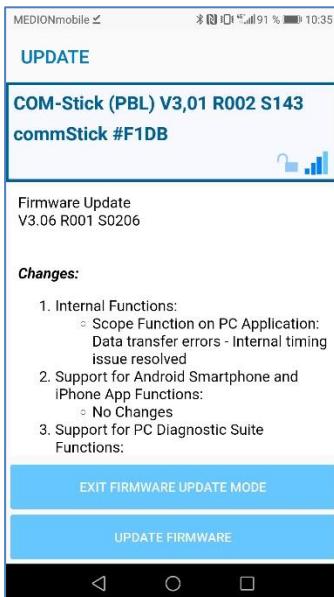 MEDIONmobile 91 % 10:35
UPDATE
COM-Stick (PBL) V3,01 R002 S143
commStick #F1DB
Firmware Update
V3.06 R001 S0206
Changes:
1. Internal Functions:
○ Scope Function on PC Application:
Data transfer errors - Internal timing
issue resolved
2. Support for Android Smartphone and
iPhone App Functions:
○ No Changes
3. Support for PC Diagnostic Suite
Functions:
EXIT FIRMWARE UPDATE MODE
UPDATE FIRMWARE